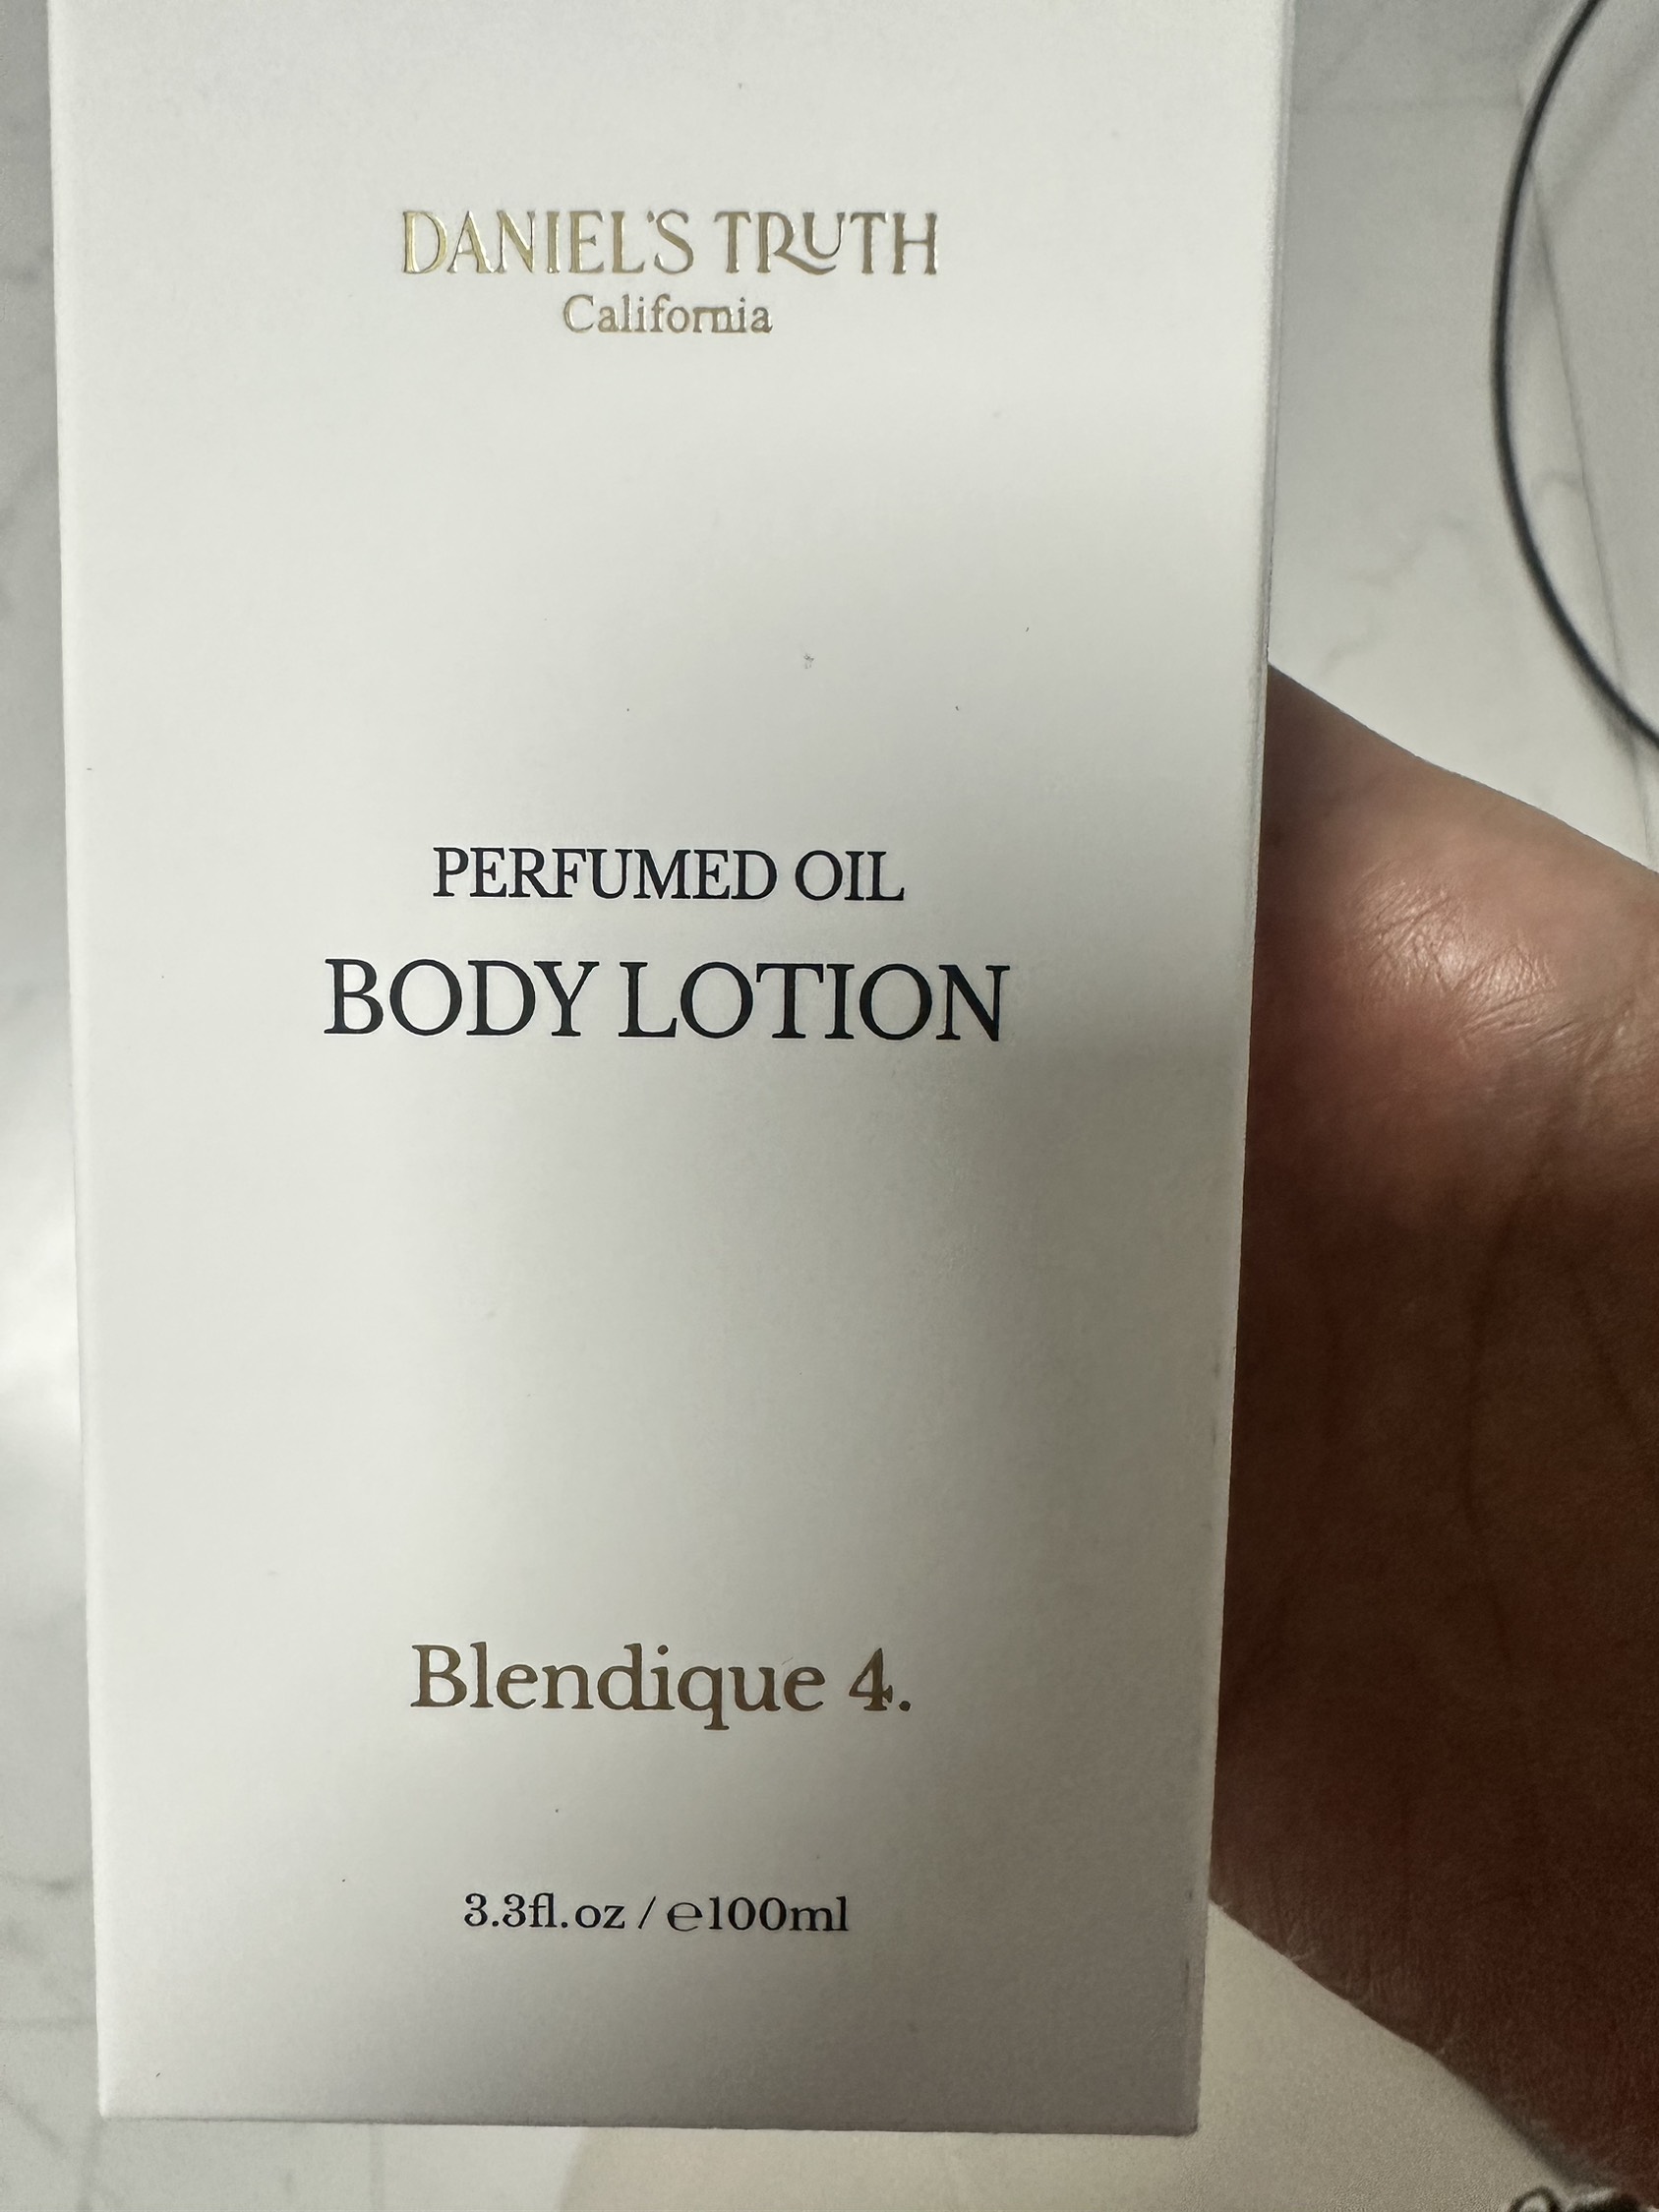 DANIEL'S TRUTH
California
PERFUMED OIL
BODY LOTION
Blendique 4.
3.3fl.oz / ℮100ml